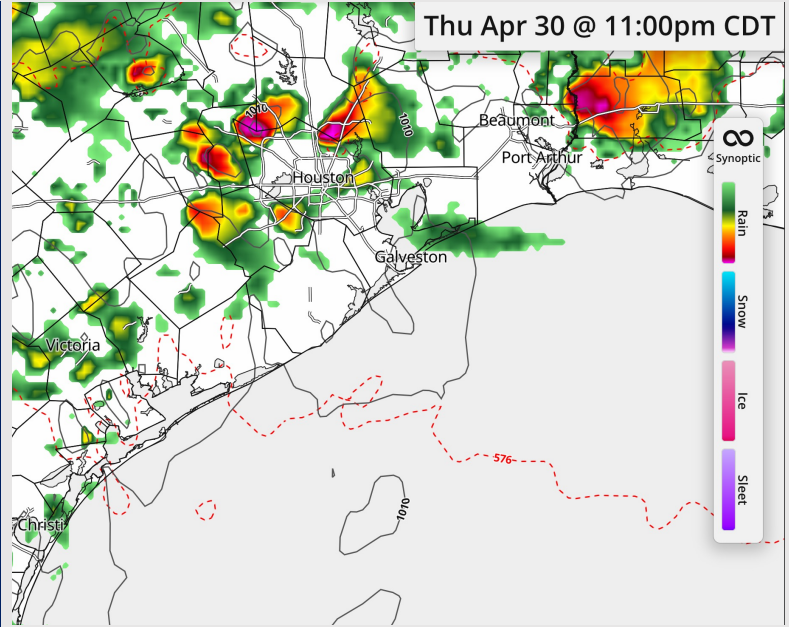 Thu Apr 30 @ 11:00pm CDT
1010
1010
Beaumont
Port Arthur
Synoptic
Houston
Rain
Galveston
Snow
Victoria
Ice
576
Sleet
1010
Christi